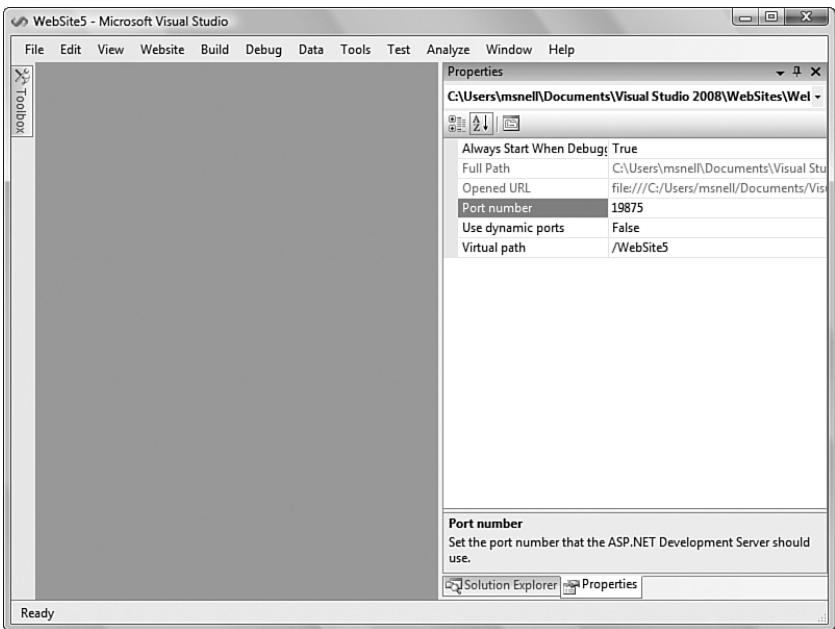 WebSite5 - Microsoft Visual Studio
File Edit View Website Build Debug Data Tools Test Analyze Window Help
Toolbox
Properties
C:\Users\msnell\Documents\Visual Studio 2008\WebSites\Wel
Always Start When Debugg True
Full Path C:\Users\msnell\Documents\Visual Stu
Opened URL file:///C:/Users/msnell/Documents/Visu
Port number 19875
Use dynamic ports False
Virtual path /WebSite5
Port number
Set the port number that the ASP.NET Development Server should
use.
Solution Explorer Properties
Ready